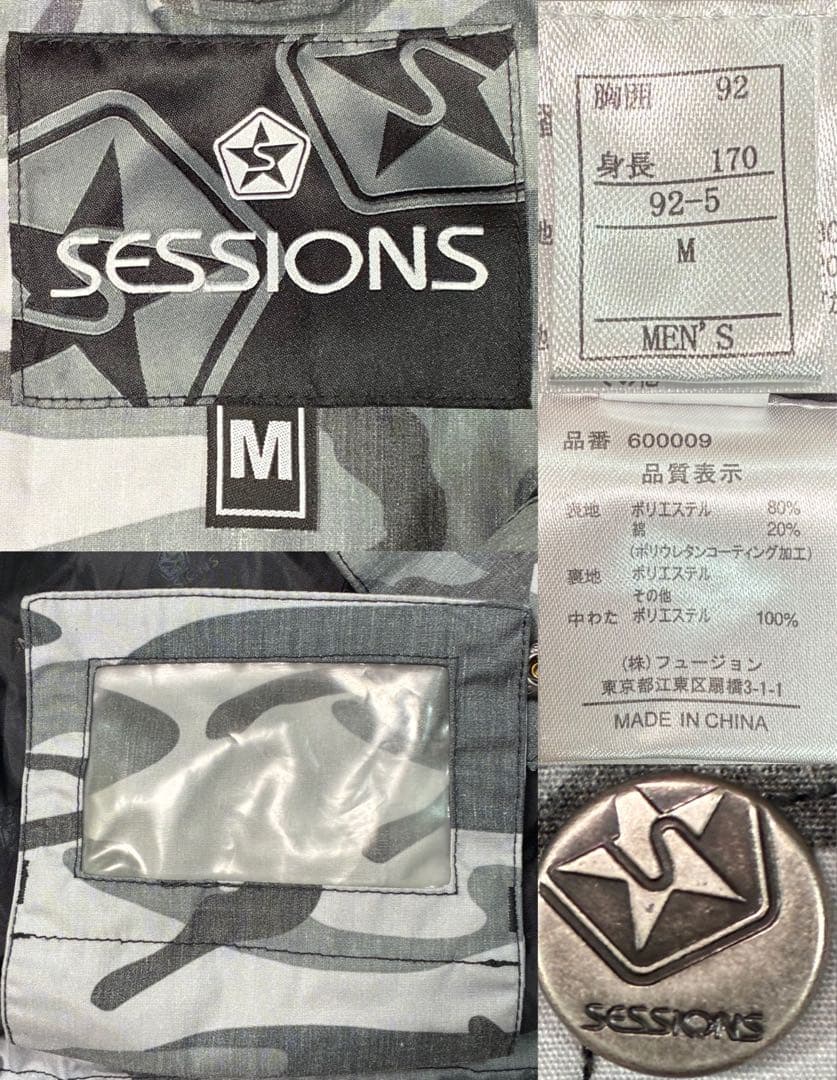 SESSIONS
M
胸囲 92
身長 170
92-5
M
MEN'S
品番 600009
品質表示
表地 ポリエステル 80%
綿 20%
(ポリウレタンコーティング加工)
裏地 ポリエステル
その他
中わた ポリエステル 100%
(株)フュージョン
東京都江東区扇橋3-1-1
MADE IN CHINA
SESSIONS